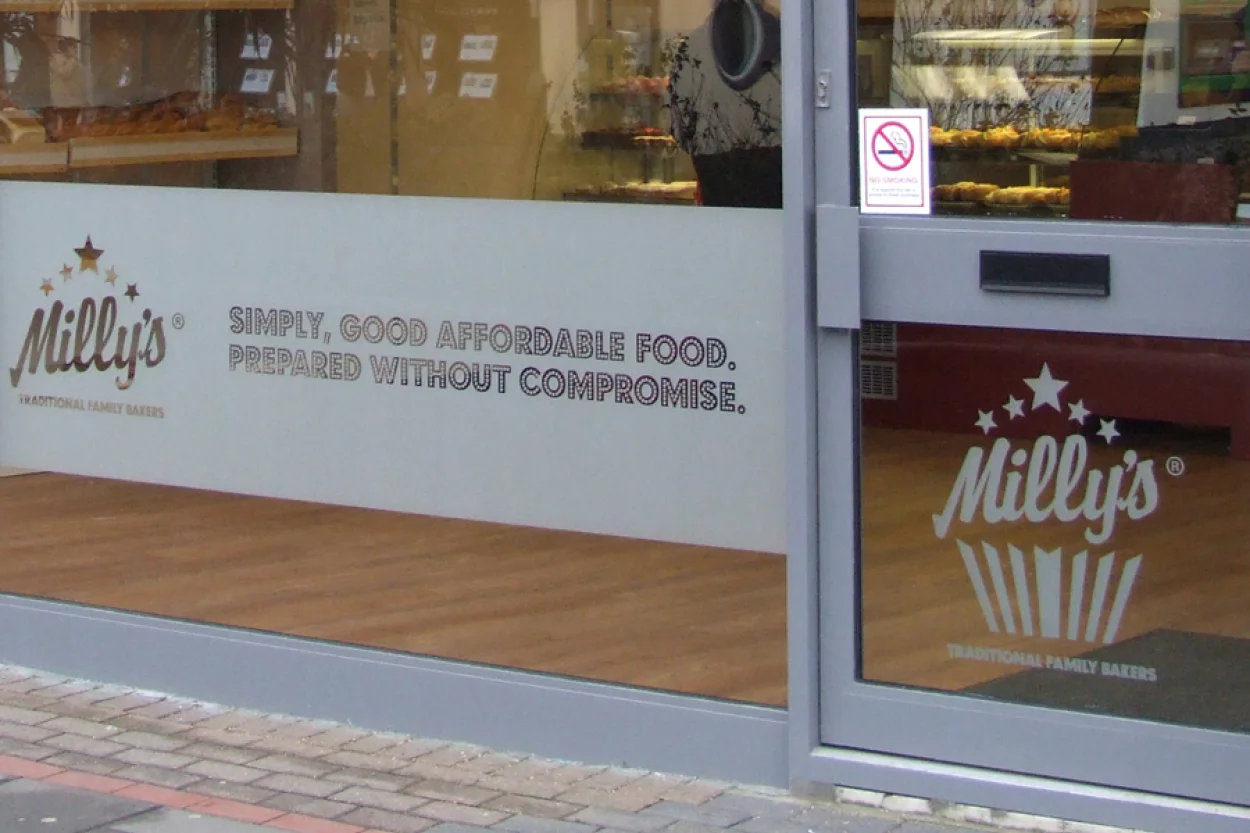 Milly's®
TRADITIONAL FAMILY BAKERS
SIMPLY, GOOD AFFORDABLE FOOD.
PREPARED WITHOUT COMPROMISE.
NO SMOKING
Milly's®
TRADITIONAL FAMILY BAKERS